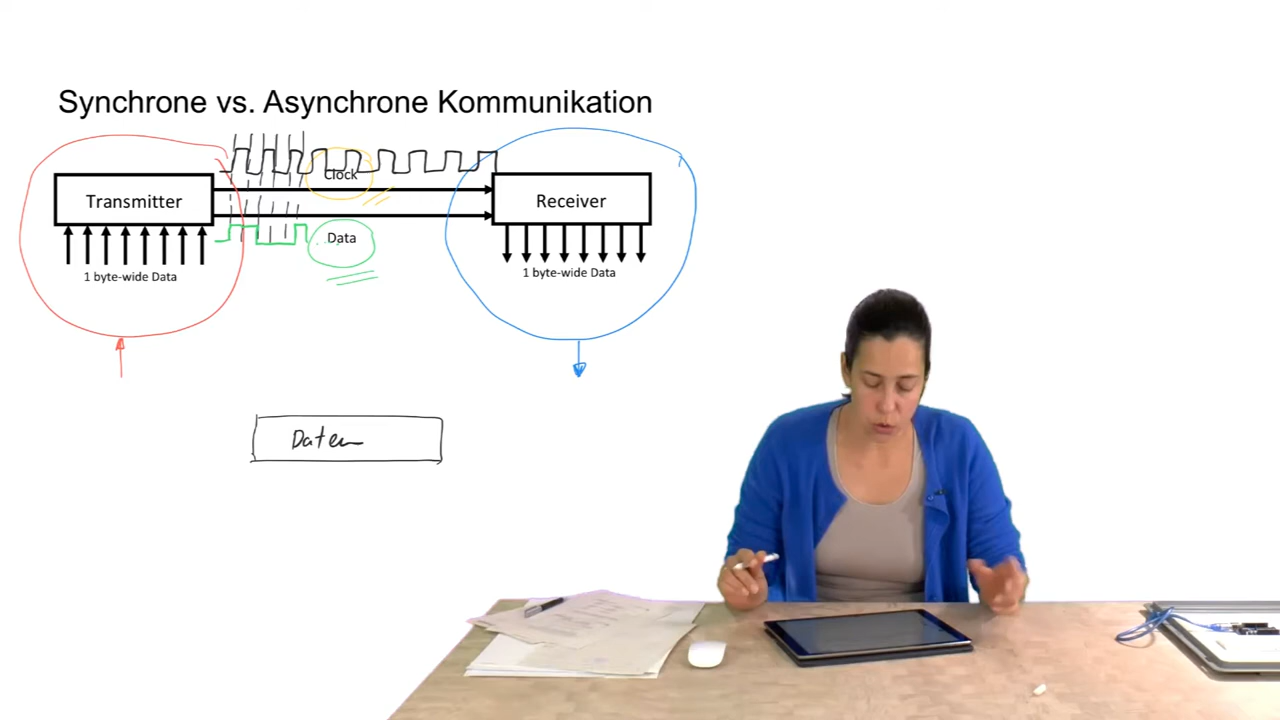 Synchrone vs. Asynchrone Kommunikation
Clock
Transmitter
Receiver
Data
1 byte-wide Data
1 byte-wide Data
Daten